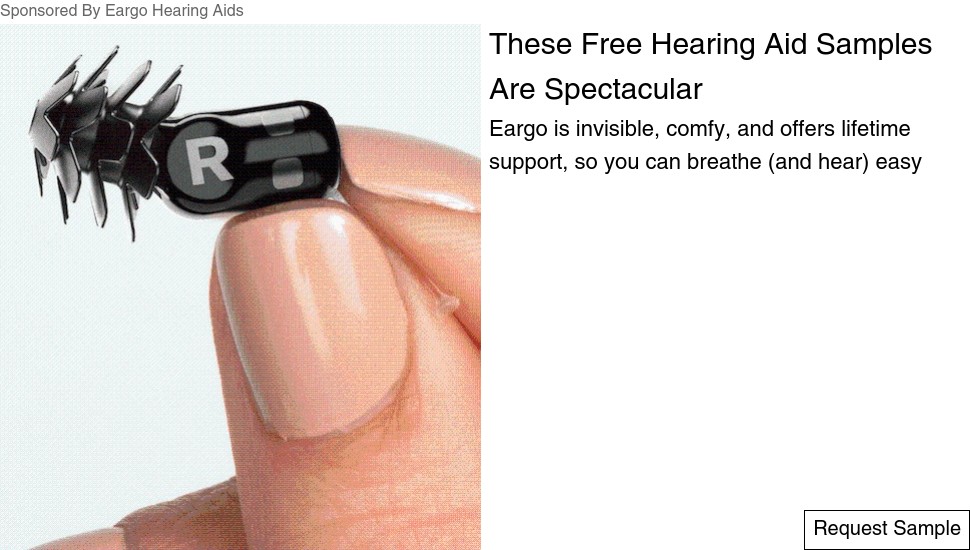 Sponsored By Eargo Hearing Aids
These Free Hearing Aid Samples
Are Spectacular
Eargo is invisible, comfy, and offers lifetime
support, so you can breathe (and hear) easy
R
Request Sample